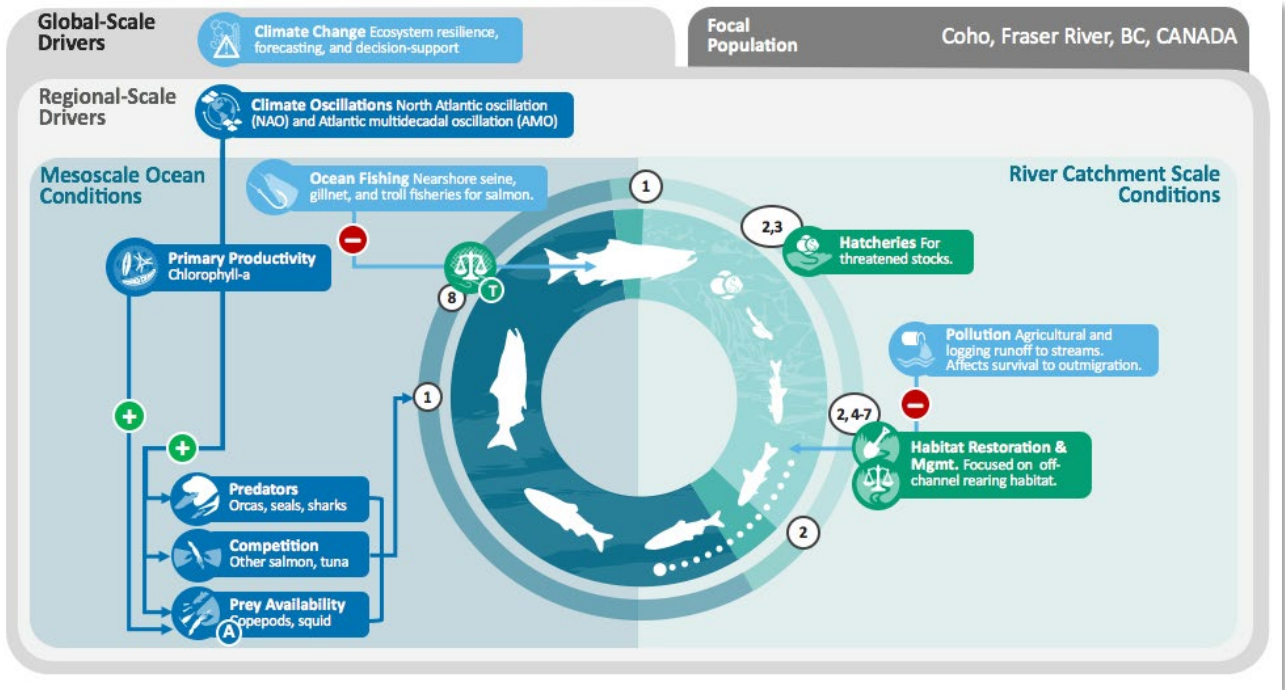 Global-Scale
Drivers
Climate Change Ecosystem resilience,
forecasting, and decision-support
Focal
Population
Coho, Fraser River, BC, CANADA
Regional-Scale
Drivers
Climate Oscillations North Atlantic oscillation
(NAO) and Atlantic multidecadal oscillation (AMO)
Mesoscale Ocean
Conditions
Ocean Fishing Nearshore seine,
gillnet, and troll fisheries for salmon.
1
River Catchment Scale
Conditions
2,3
Hatcheries For
threatened stocks.
Primary Productivity
Chlorophyll-a
8
T
Pollution Agricultural and
logging runoff to streams.
Affects survival to outmigration.
1
2, 4-7
Habitat Restoration &
Mgmt. Focused on off-
channel rearing habitat.
Predators
Orcas, seals, sharks
2
Competition
Other salmon, tuna
Prey Availability
Copepods, squid
A